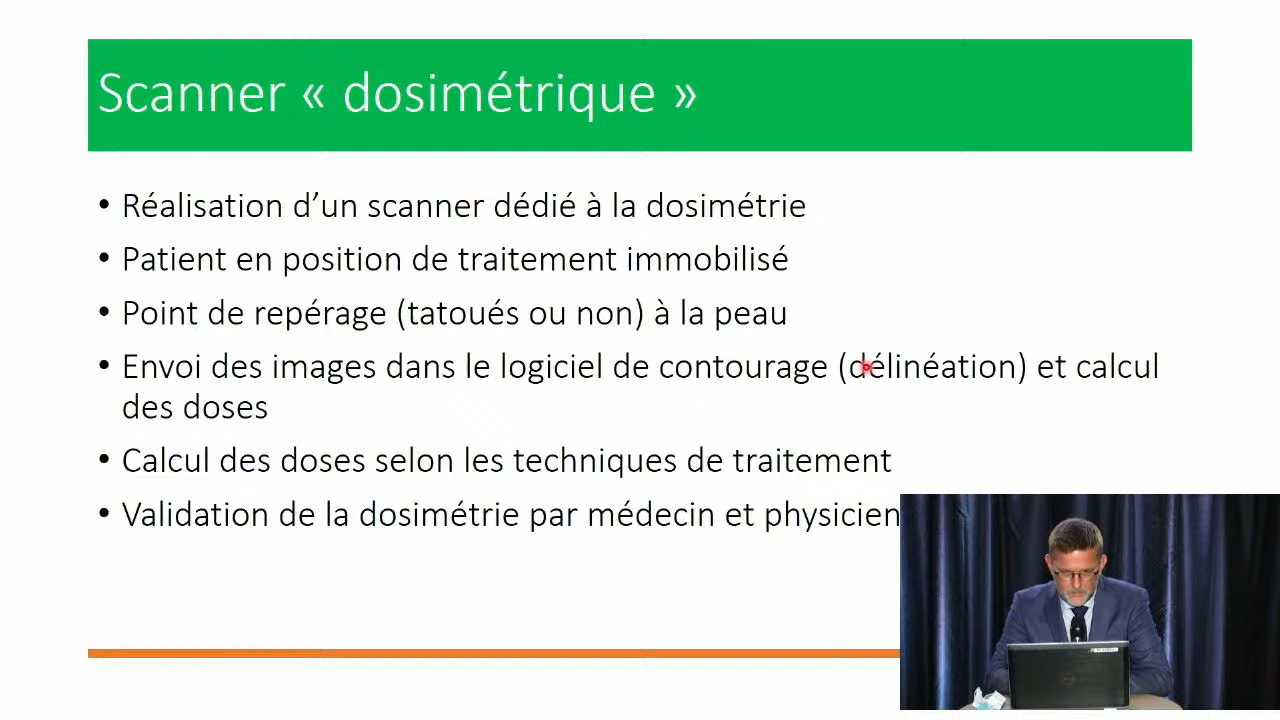 Scanner « dosimétrique »
• Réalisation d’un scanner dédié à la dosimétrie
• Patient en position de traitement immobilisé
• Point de repérage (tatoués ou non) à la peau
• Envoi des images dans le logiciel de contourage (délinéation) et calcul
des doses
• Calcul des doses selon les techniques de traitement
• Validation de la dosimétrie par médecin et physicien